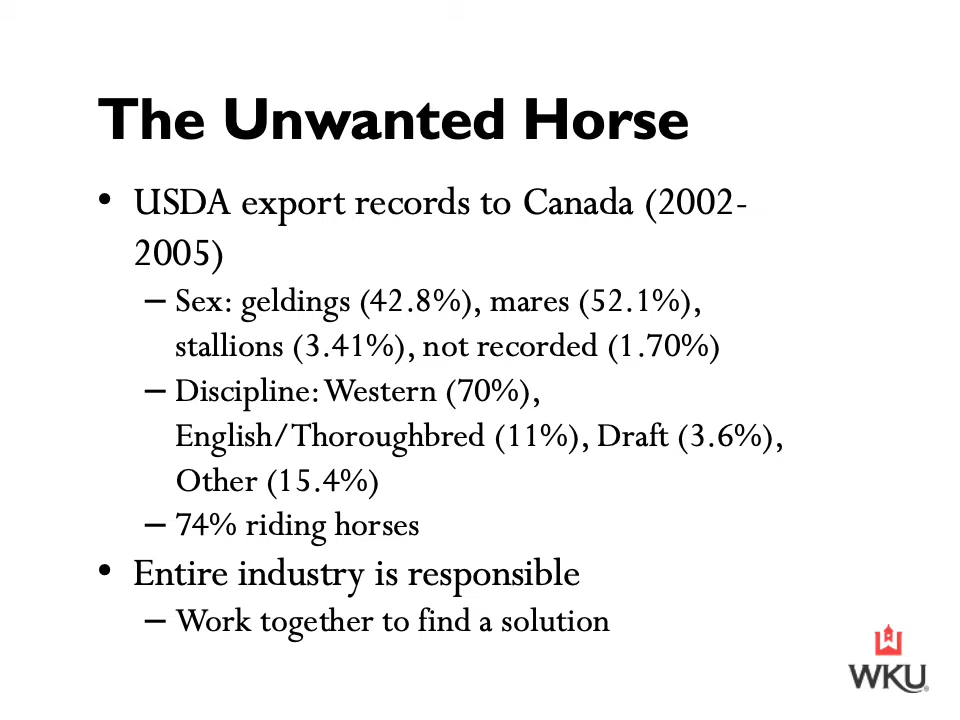 The Unwanted Horse
• USDA export records to Canada (2002-
2005)
– Sex: geldings (42.8%), mares (52.1%),
stallions (3.41%), not recorded (1.70%)
– Discipline: Western (70%),
English/Thoroughbred (11%), Draft (3.6%),
Other (15.4%)
– 74% riding horses
• Entire industry is responsible
– Work together to find a solution
WKU®